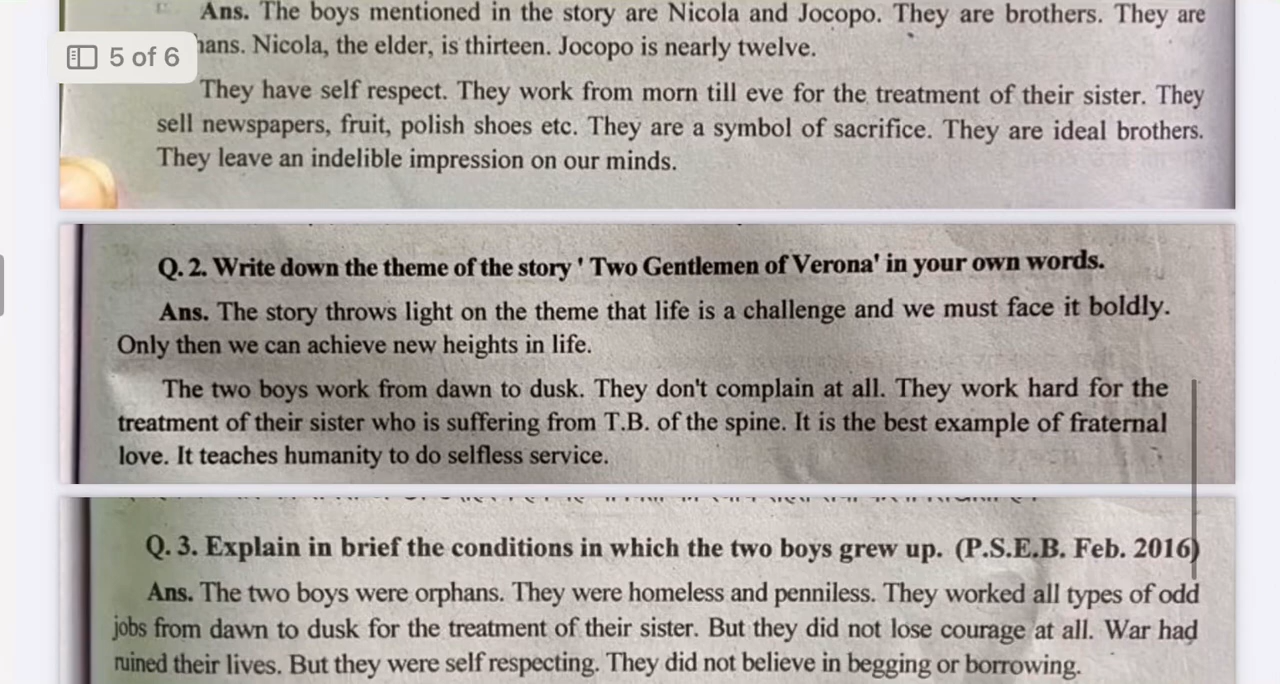 Ans. The boys mentioned in the story are Nicola and Jocopo. They are brothers. They are
5 of 6
Nicola, the elder, is thirteen. Jocopo is nearly twelve.
They have self respect. They work from morn till eve for the treatment of their sister. They
sell newspapers, fruit, polish shoes etc. They are a symbol of sacrifice. They are ideal brothers.
They leave an indelible impression on our minds.
Q. 2. Write down the theme of the story ' Two Gentlemen of Verona' in your own words.
Ans. The story throws light on the theme that life is a challenge and we must face it boldly.
Only then we can achieve new heights in life.
The two boys work from dawn to dusk. They don't complain at all. They work hard for the
treatment of their sister who is suffering from T.B. of the spine. It is the best example of fraternal
love. It teaches humanity to do selfless service.
Q. 3. Explain in brief the conditions in which the two boys grew up. (P.S.E.B. Feb. 2016)
Ans. The two boys were orphans. They were homeless and penniless. They worked all types of odd
jobs from dawn to dusk for the treatment of their sister. But they did not lose courage at all. War had
ruined their lives. But they were self respecting. They did not believe in begging or borrowing.